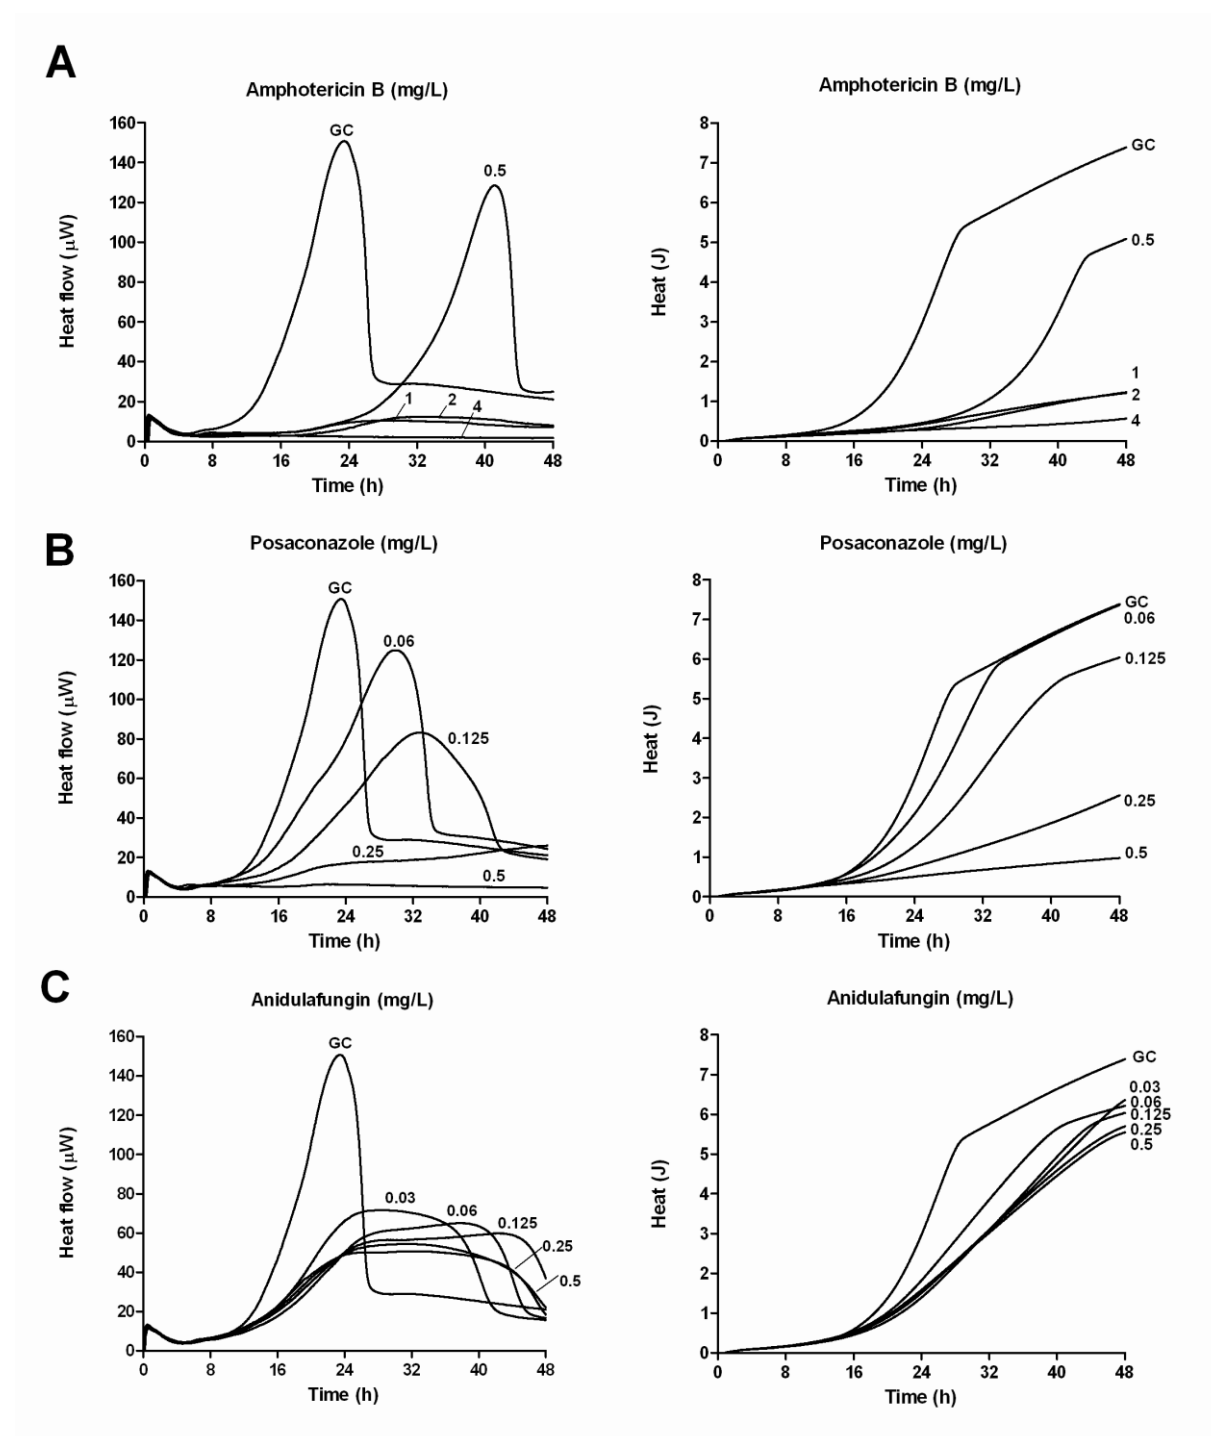 A
Amphotericin B (mg/L)
Heat flow (µW)
160
140
120
100
80
60
40
20
0
GC
0.5
1
2
4
0 8 16 24 32 40 48
Time (h)
Amphotericin B (mg/L)
Heat (J)
8
7
6
5
4
3
2
1
0
GC
0.5
1
2
4
0 8 16 24 32 40 48
Time (h)
B
Posaconazole (mg/L)
Heat flow (µW)
160
140
120
100
80
60
40
20
0
GC
0.06
0.125
0.25
0.5
0 8 16 24 32 40 48
Time (h)
Posaconazole (mg/L)
Heat (J)
8
7
6
5
4
3
2
1
0
GC
0.06
0.125
0.25
0.5
0 8 16 24 32 40 48
Time (h)
C
Anidulafungin (mg/L)
Heat flow (µW)
160
140
120
100
80
60
40
20
0
GC
0.03
0.06
0.125
0.25
0.5
0 8 16 24 32 40 48
Time (h)
Anidulafungin (mg/L)
Heat (J)
8
7
6
5
4
3
2
1
0
GC
0.03
0.06
0.125
0.25
0.5
0 8 16 24 32 40 48
Time (h)